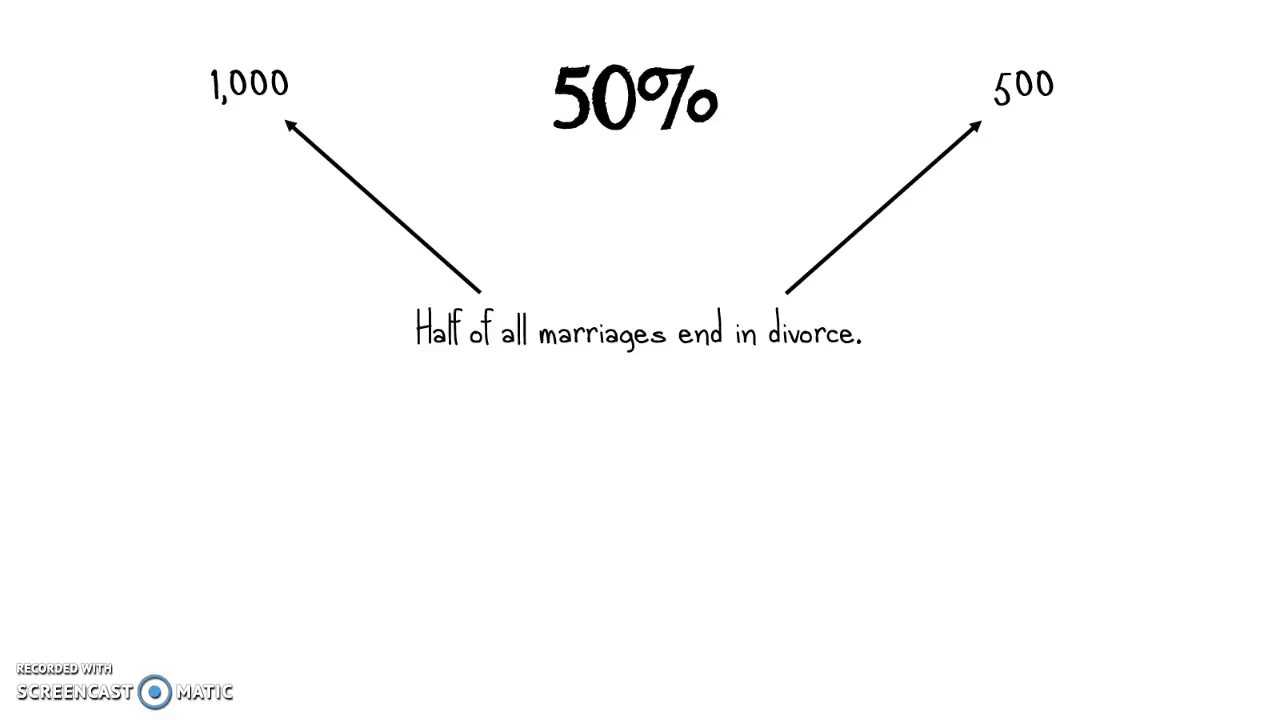 1,000
50%
500
Half of all marriages end in divorce.
RECORDED WITH
SCREENCAST MATIC